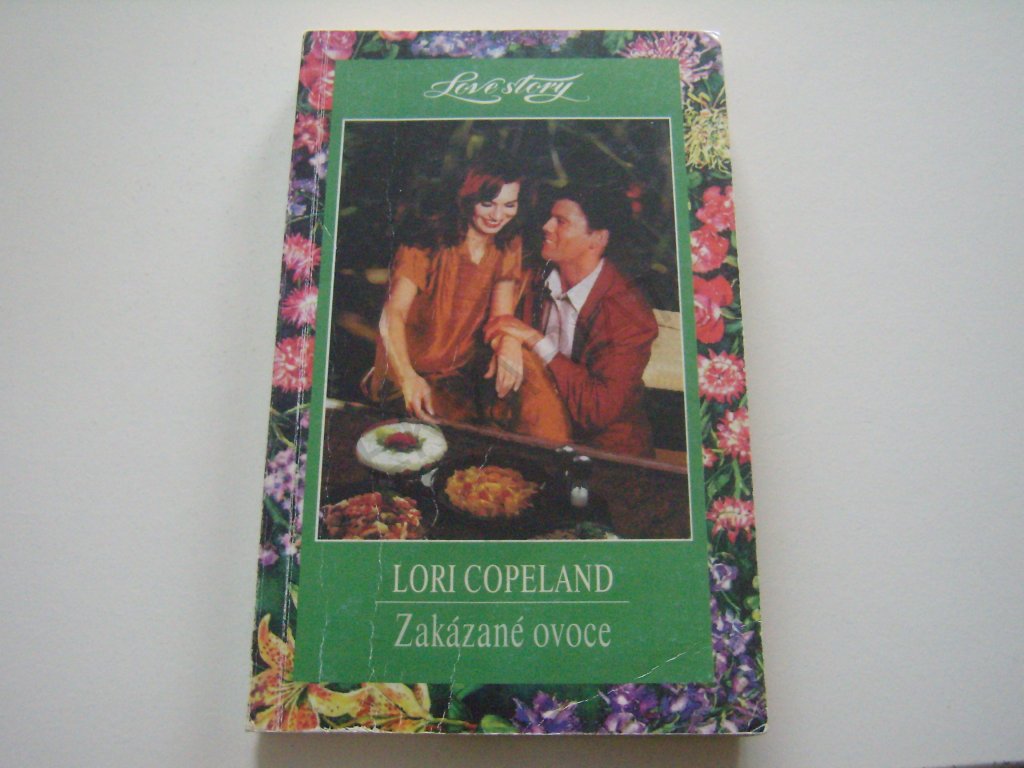 Love story
LORI COPELAND
Zakázané ovoce